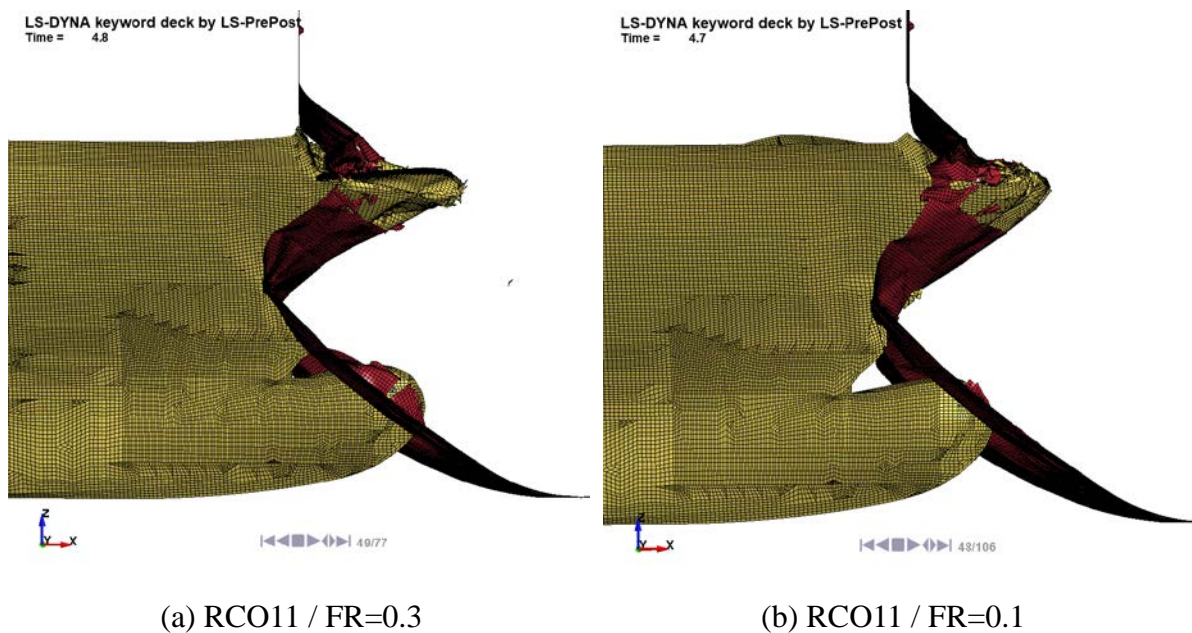 LS-DYNA keyword deck by LS-PrePost
Time = 4.8
Z
Y X
49/77
(a) RCO11 / FR=0.3
LS-DYNA keyword deck by LS-PrePost
Time = 4.7
Z
Y X
48/106
(b) RCO11 / FR=0.1